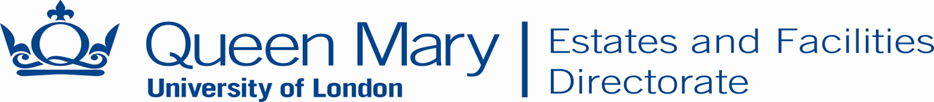 Queen Mary
University of London
Estates and Facilities
Directorate